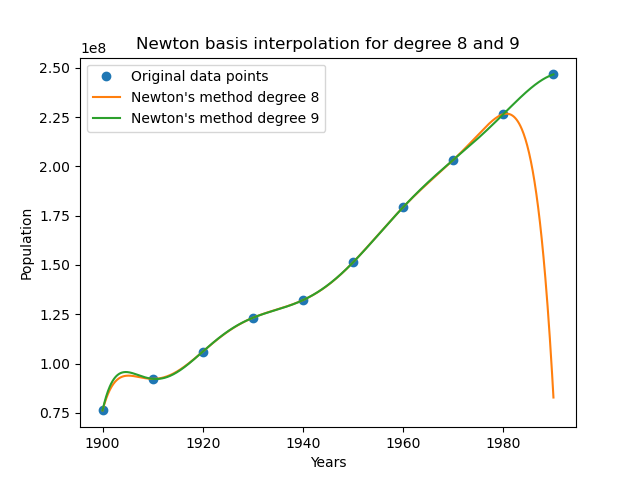 Newton basis interpolation for degree 8 and 9
1e8
Original data points
Newton's method degree 8
Newton's method degree 9
2.50
2.25
2.00
1.75
1.50
1.25
1.00
0.75
Population
1900
1920
1940
1960
1980
Years